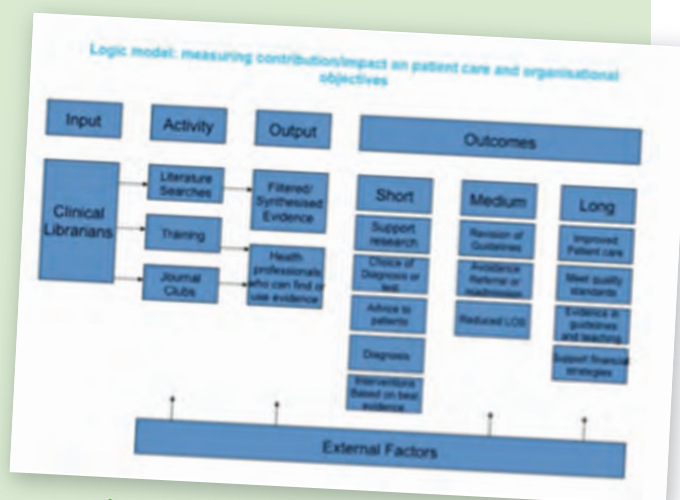 Logic model: measuring contribution/impact on patient care and organisational
objectives
Input
Activity
Output
Outcomes
Clinical
Librarians
Literature
Searches
Training
Journal
Clubs
Filtered/
Synthesised
Evidence
Health
professionals
who can find or
use evidence
Short
Support
research
Choice of
Diagnosis or
test
Advice to
patients
Diagnosis
Interventions
Based on best
evidence
Medium
Revision of
Guidelines
Avoidance
Referral or
readmission
Reduced LOS
Long
Improved
Patient care
Meet quality
standards
Evidence in
guidelines
and teaching
Support financial
strategies
External Factors